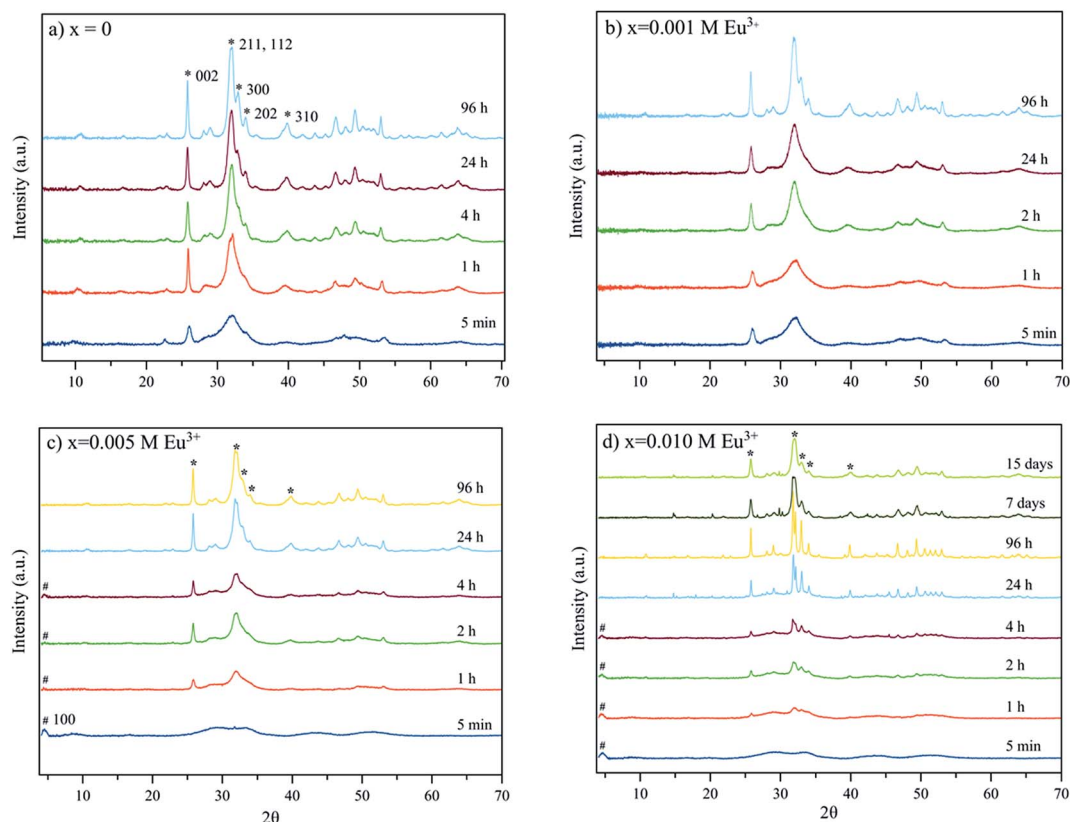 a) x = 0
* 211, 112
* 002
* 300
* 202
* 310
96 h
24 h
4 h
1 h
5 min
Intensity (a.u.)
10 20 30 40 50 60 70
b) x=0.001 M Eu³⁺
96 h
24 h
2 h
1 h
5 min
Intensity (a.u.)
10 20 30 40 50 60 70
c) x=0.005 M Eu³⁺
* * * * *
96 h
24 h
# 4 h
# 2 h
# 1 h
# 100 5 min
Intensity (a.u.)
10 20 30 40 50 60 70
2θ
d) x=0.010 M Eu³⁺
* * * * *
15 days
7 days
96 h
24 h
# 4 h
# 2 h
# 1 h
# 5 min
Intensity (a.u.)
10 20 30 40 50 60 70
2θ